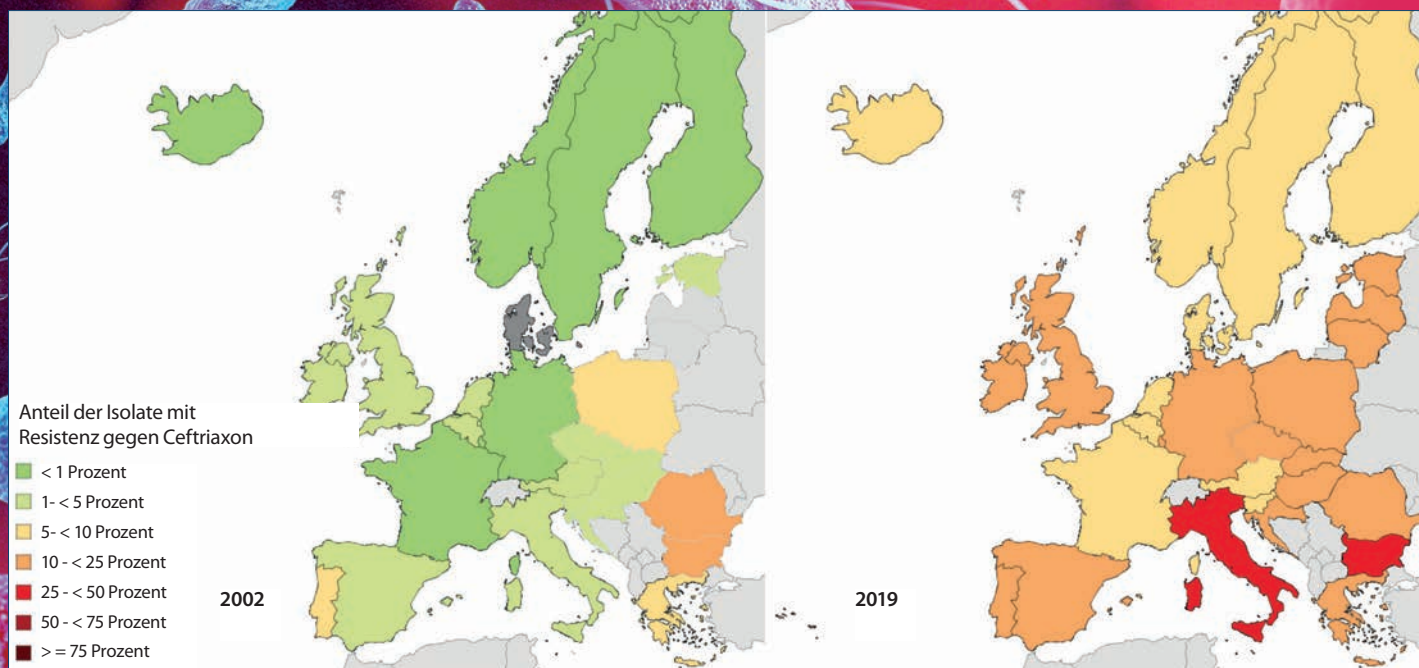 Anteil der Isolate mit
Resistenz gegen Ceftriaxon
< 1 Prozent
1- < 5 Prozent
5- < 10 Prozent
10 - < 25 Prozent
25 - < 50 Prozent
50 - < 75 Prozent
> = 75 Prozent
2002
2019